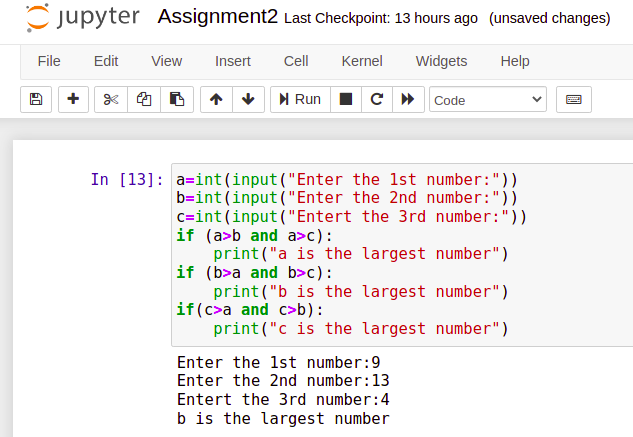 jupyter Assignment2 Last Checkpoint: 13 hours ago (unsaved changes)
File Edit View Insert Cell Kernel Widgets Help
Run Code
In [13]: a=int(input("Enter the 1st number:"))
b=int(input("Enter the 2nd number:"))
c=int(input("Entert the 3rd number:"))
if (a>b and a>c):
    print("a is the largest number")
if (b>a and b>c):
    print("b is the largest number")
if(c>a and c>b):
    print("c is the largest number")
Enter the 1st number:9
Enter the 2nd number:13
Entert the 3rd number:4
b is the largest number